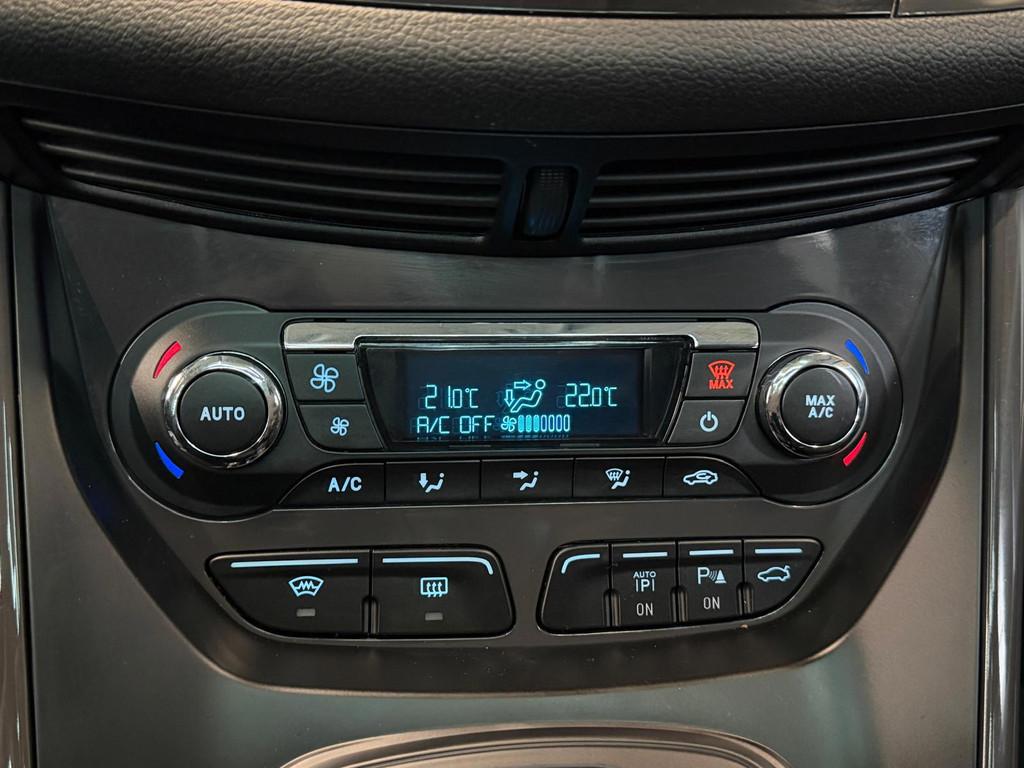 AUTO
21.0°C
22.0°C
A/C OFF
MAX
MAX
A/C
A/C
AUTO
P
ON
P
ON